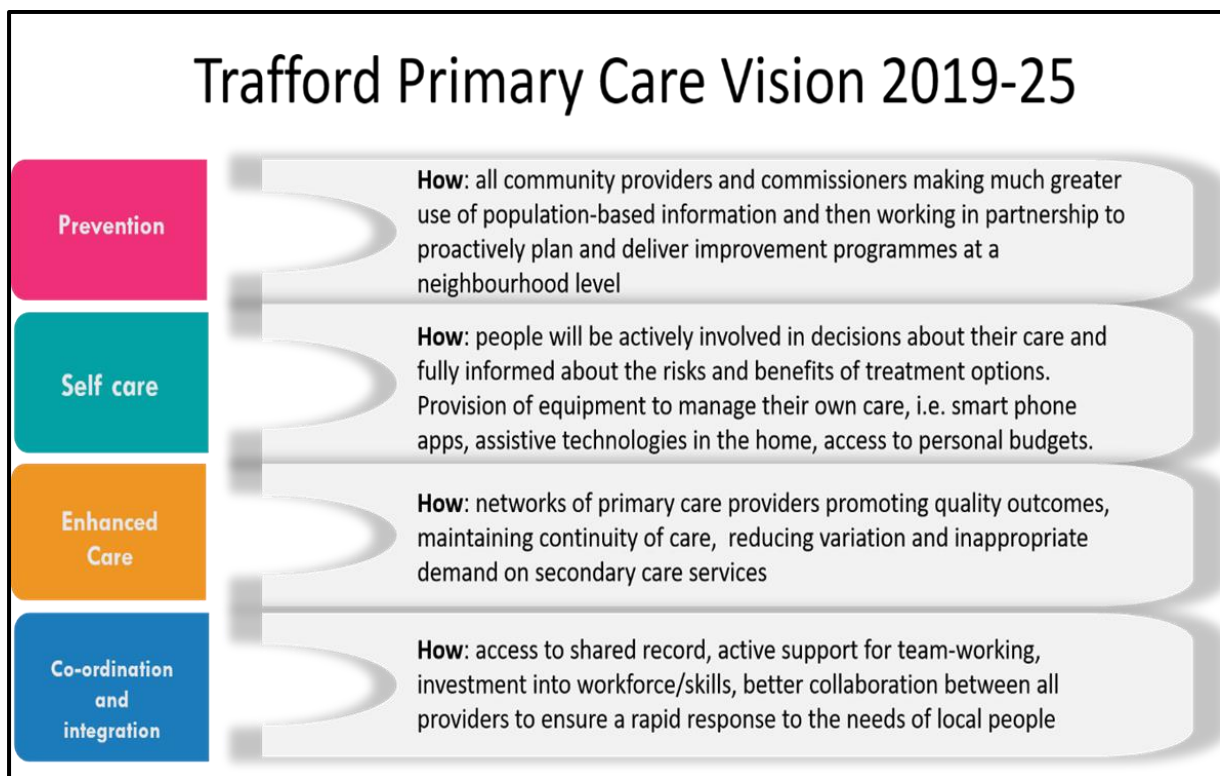 Trafford Primary Care Vision 2019-25
Prevention
How: all community providers and commissioners making much greater
use of population-based information and then working in partnership to
proactively plan and deliver improvement programmes at a
neighbourhood level
Self care
How: people will be actively involved in decisions about their care and
fully informed about the risks and benefits of treatment options.
Provision of equipment to manage their own care, i.e. smart phone
apps, assistive technologies in the home, access to personal budgets.
Enhanced
Care
How: networks of primary care providers promoting quality outcomes,
maintaining continuity of care, reducing variation and inappropriate
demand on secondary care services
Co-ordination
and
integration
How: access to shared record, active support for team-working,
investment into workforce/skills, better collaboration between all
providers to ensure a rapid response to the needs of local people